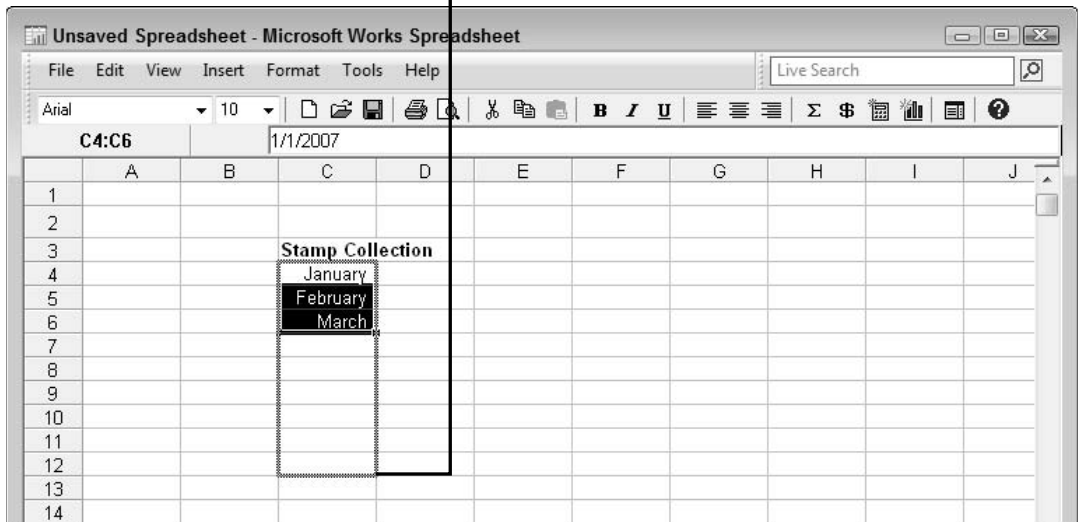 Unsaved Spreadsheet - Microsoft Works Spreadsheet
File Edit View Insert Format Tools Help Live Search
Arial 10 B I U Σ $ ?
C4:C6 1/1/2007
A B C D E F G H I J
1
2
3 Stamp Collection
4 January
5 February
6 March
7
8
9
10
11
12
13
14